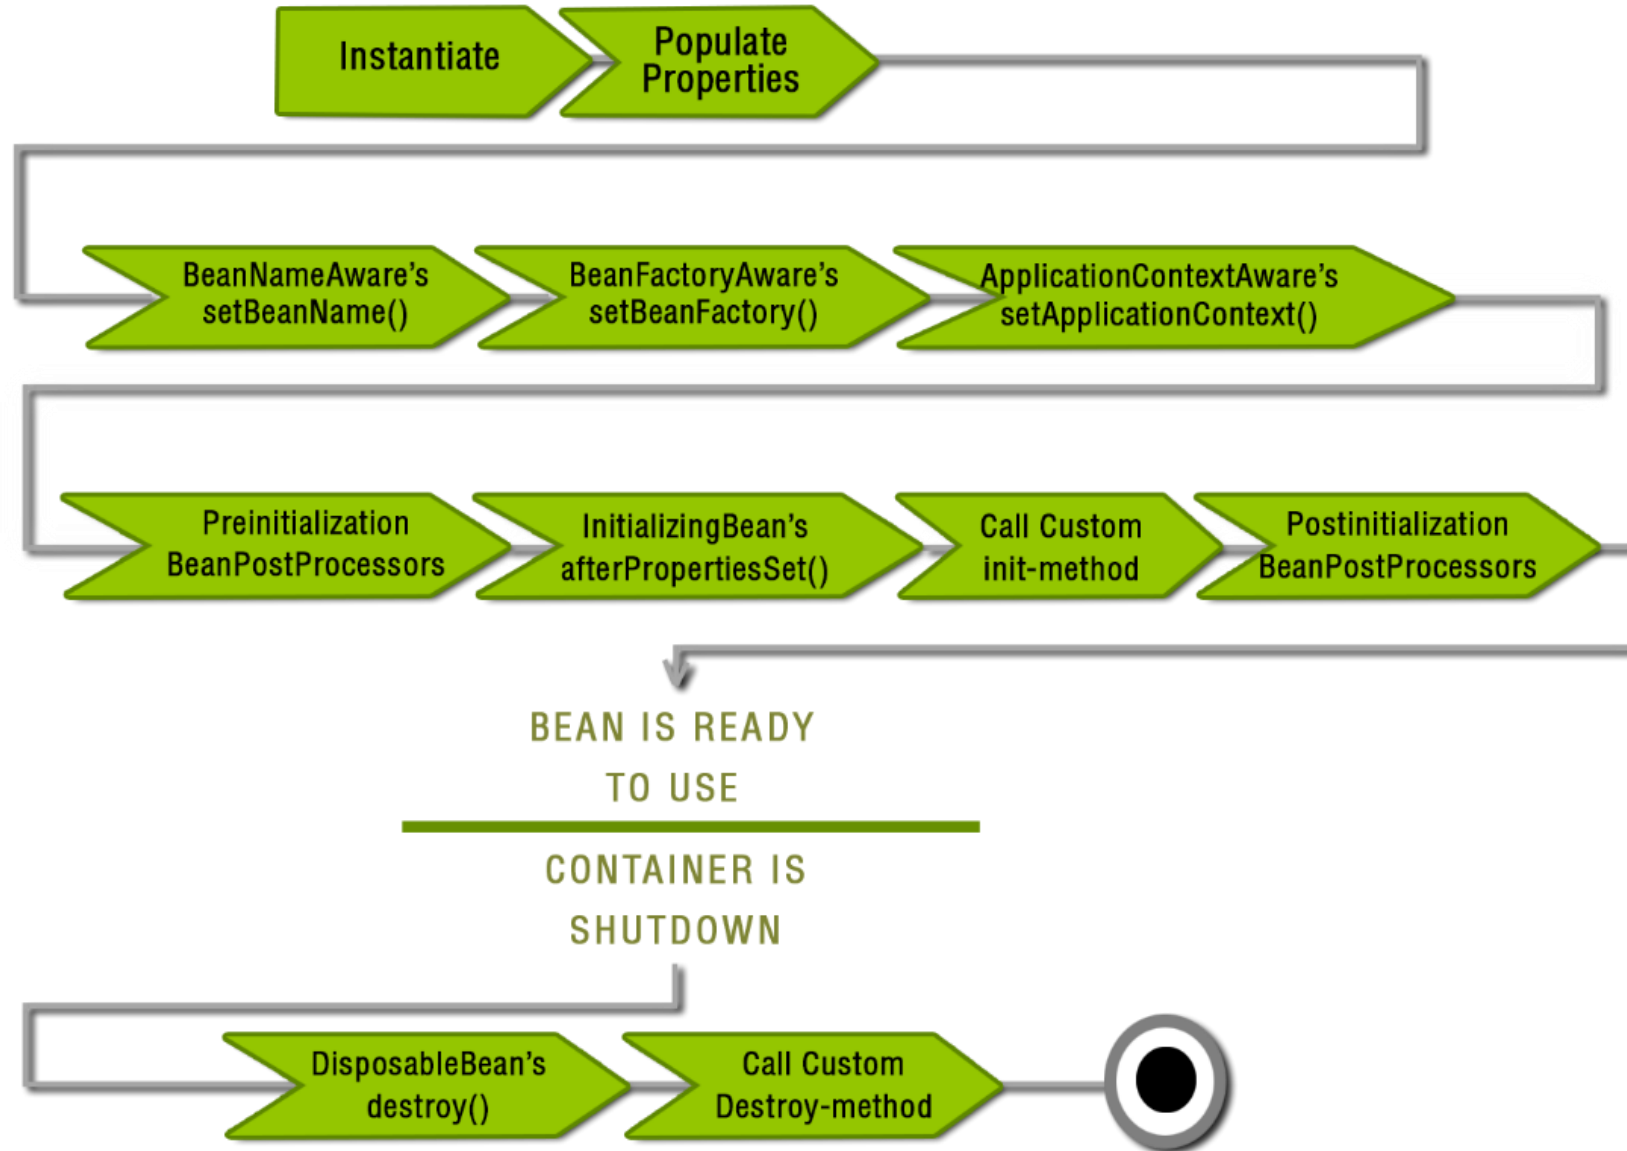 Instantiate
Populate
Properties
BeanNameAware's
setBeanName()
BeanFactoryAware's
setBeanFactory()
ApplicationContextAware's
setApplicationContext()
Preinitialization
BeanPostProcessors
InitializingBean's
afterPropertiesSet()
Call Custom
init-method
Postinitialization
BeanPostProcessors
BEAN IS READY
TO USE
CONTAINER IS
SHUTDOWN
DisposableBean's
destroy()
Call Custom
Destroy-method